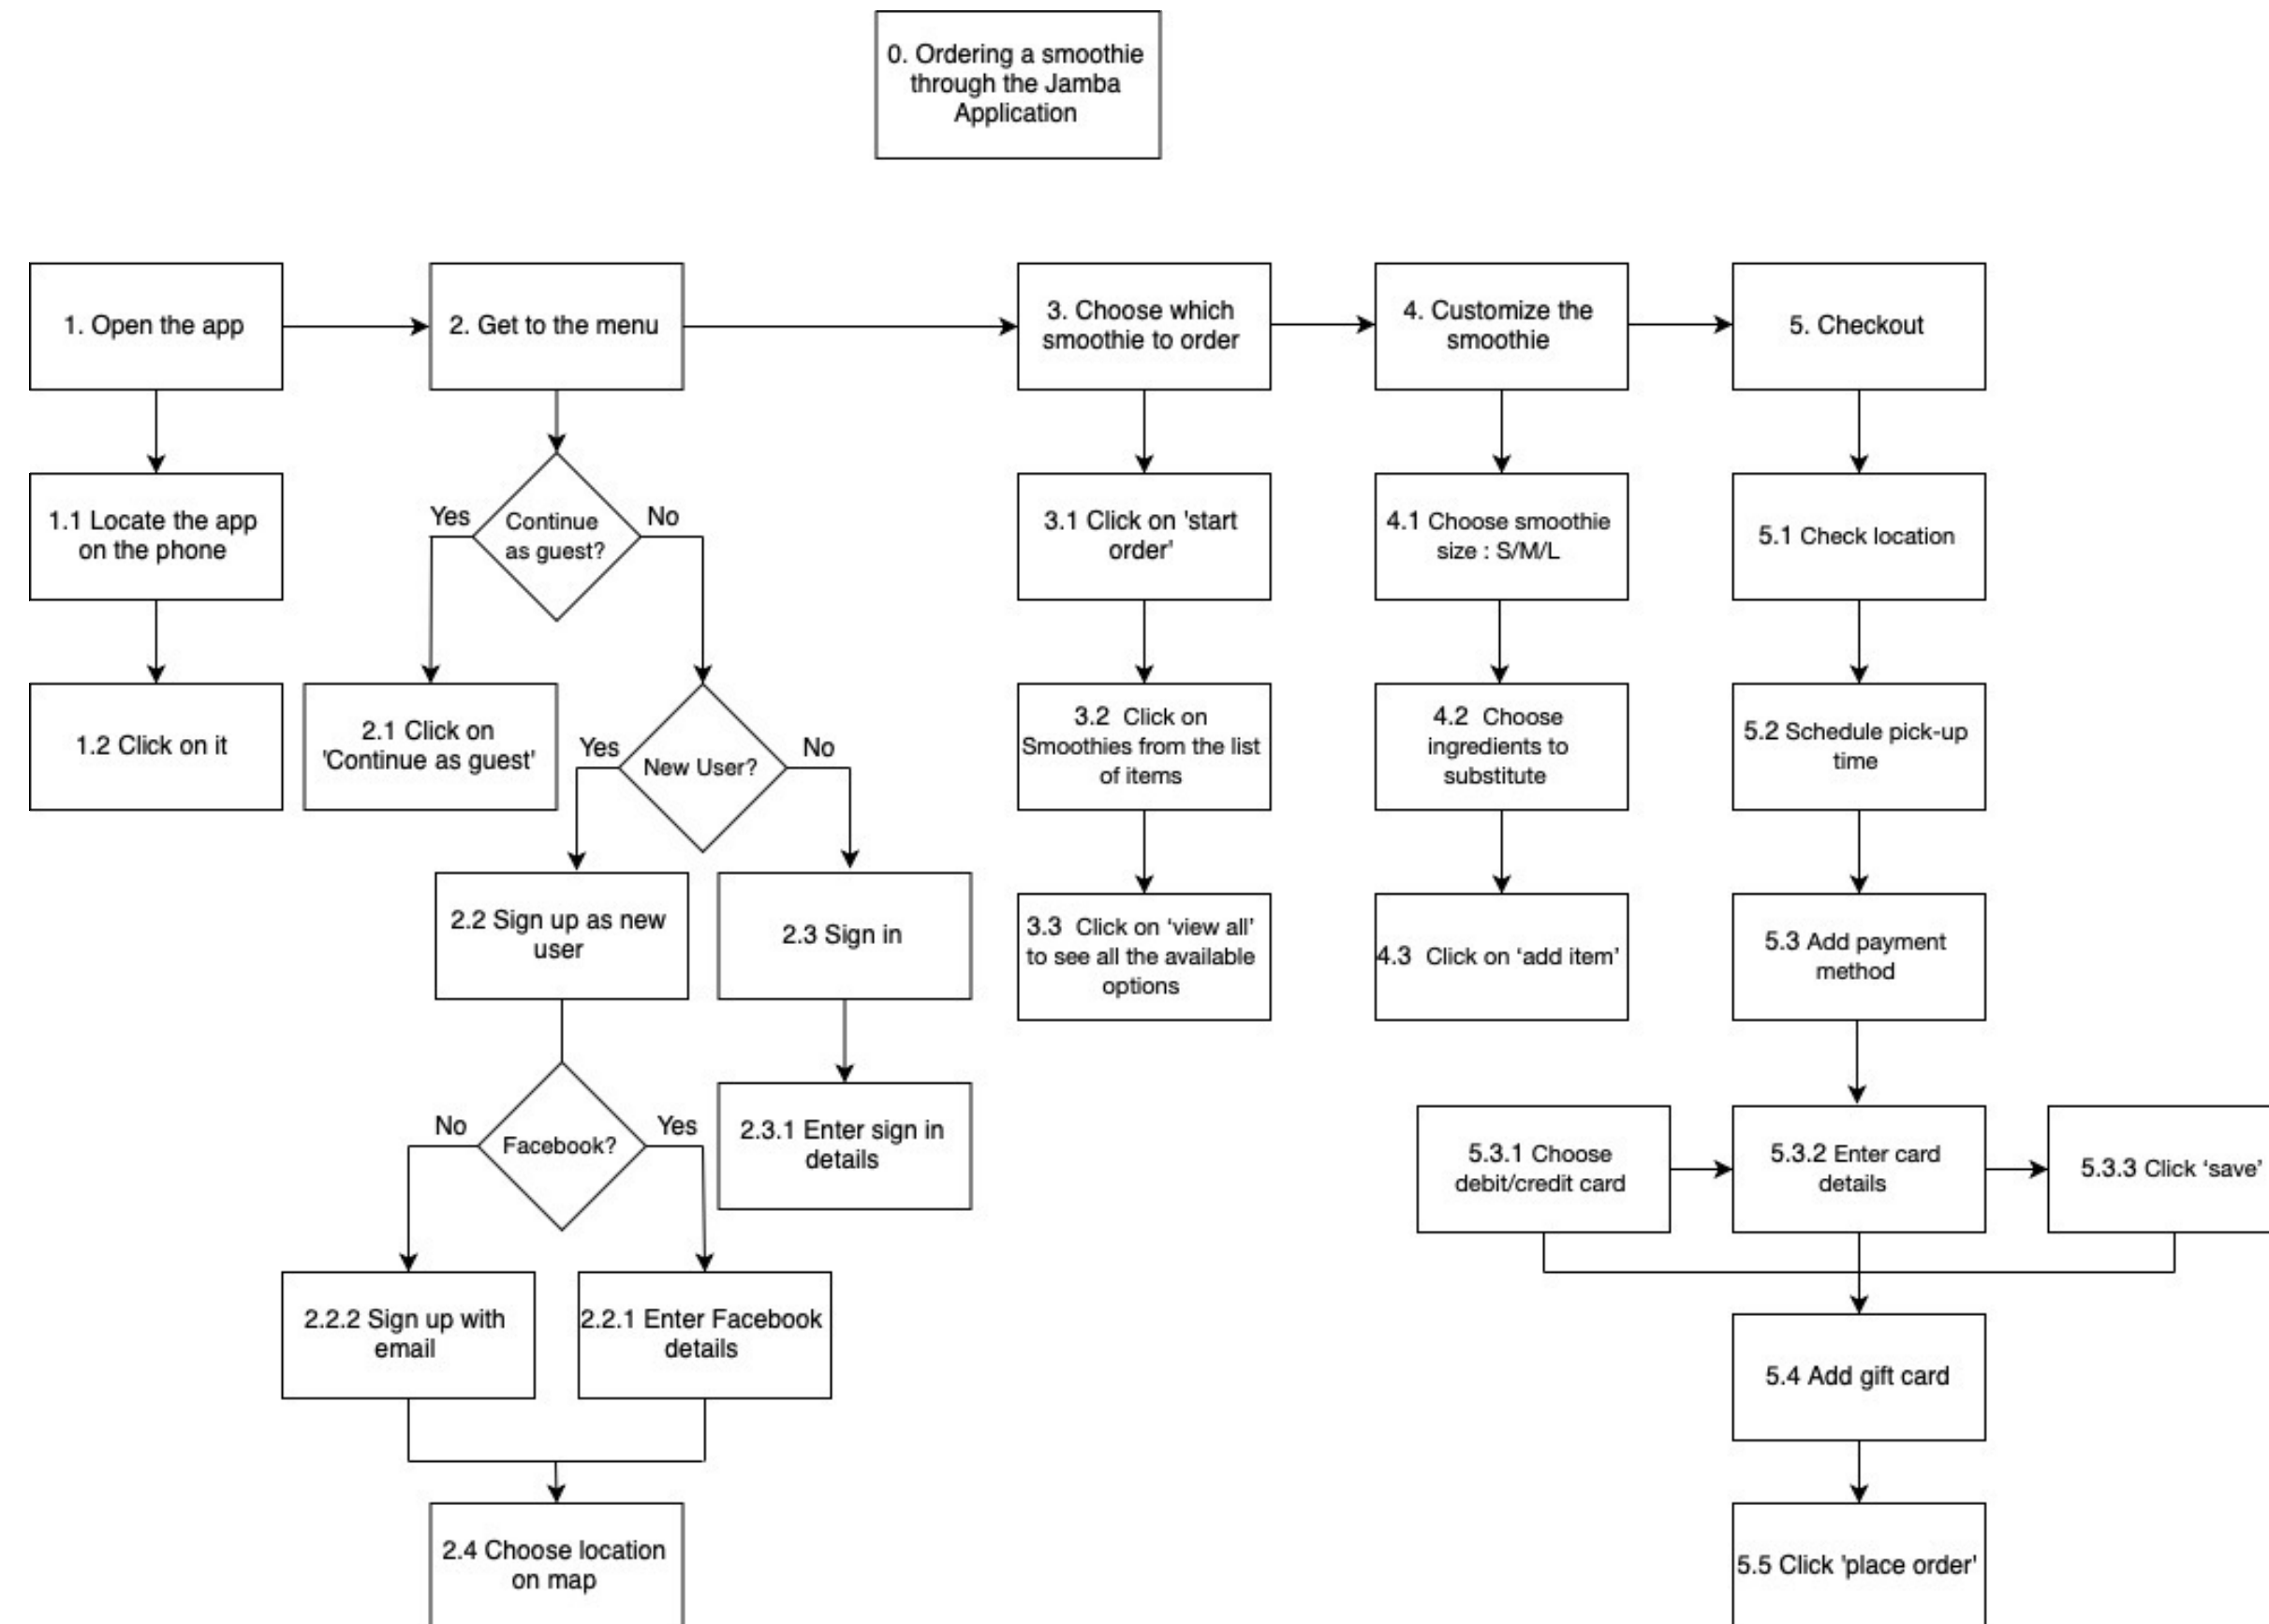 0. Ordering a smoothie
through the Jamba
Application
1. Open the app
2. Get to the menu
3. Choose which
smoothie to order
4. Customize the
smoothie
5. Checkout
1.1 Locate the app
on the phone
Yes
Continue
as guest?
No
3.1 Click on 'start
order'
4.1 Choose smoothie
size : S/M/L
5.1 Check location
1.2 Click on it
2.1 Click on
'Continue as guest'
Yes
New User?
No
3.2 Click on
Smoothies from the list
of items
4.2 Choose
ingredients to
substitute
5.2 Schedule pick-up
time
2.2 Sign up as new
user
2.3 Sign in
3.3 Click on ‘view all’
to see all the available
options
4.3 Click on ‘add item’
5.3 Add payment
method
No
Facebook?
Yes
2.3.1 Enter sign in
details
5.3.1 Choose
debit/credit card
5.3.2 Enter card
details
5.3.3 Click ‘save’
2.2.2 Sign up with
email
2.2.1 Enter Facebook
details
5.4 Add gift card
2.4 Choose location
on map
5.5 Click 'place order'